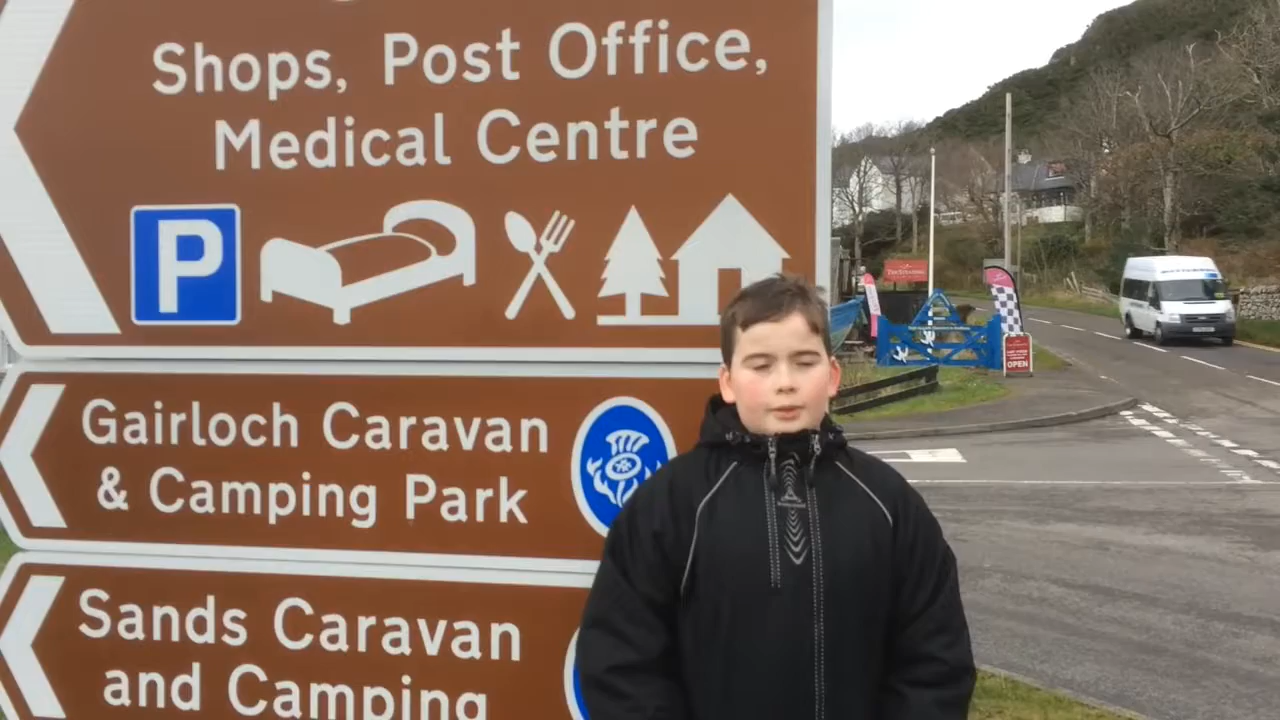 Shops, Post Office,
Medical Centre
P
Gairloch Caravan
& Camping Park
Sands Caravan
and Camping
OPEN